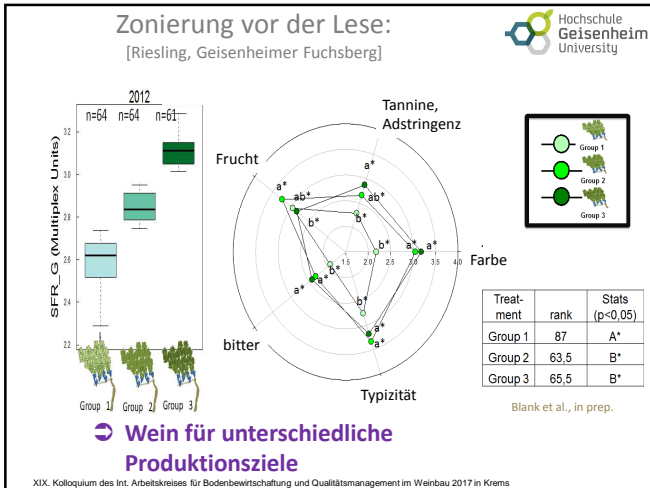 Zonierung vor der Lese:
[Riesling, Geisenheimer Fuchsberg]
Hochschule
Geisenheim
University
2012
n=64 n=64 n=61
SFR_G (Multiplex Units)
3.2
3.0
2.8
2.6
2.4
2.2
Group 1
Group 2
Group 3
Tannine,
Adstringenz
Frucht
a*
a*
ab*
ab*
b*
b*
b*
a*
a*
Farbe
1.0 1.5 2.0 2.5 3.0 3.5 4.0
b*
a*
a*
b*
a*
a*
bitter
Typizität
Group 1
Group 2
Group 3
Treat-ment rank Stats (p<0,05)
Group 1 87 A*
Group 2 63,5 B*
Group 3 65,5 B*
Blank et al., in prep.
➲ Wein für unterschiedliche
Produktionsziele
XIX. Kolloquium des Int. Arbeitskreises für Bodenbewirtschaftung und Qualitätsmanagement im Weinbau 2017 in Krems